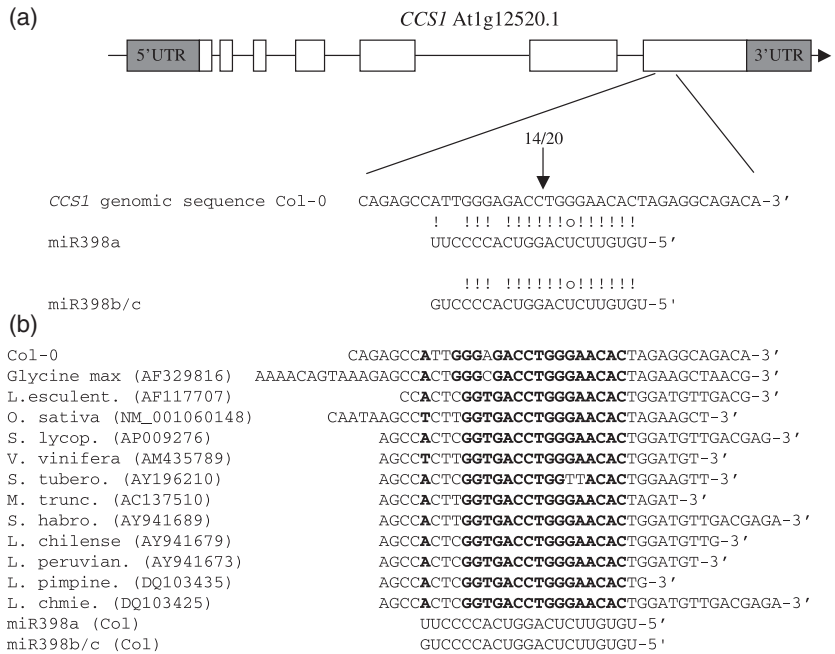 (a)
CCS1 At1g12520.1
5'UTR
3'UTR
14/20
CCS1 genomic sequence Col-0 CAGAGCCATTGGGAGACCTGGGAACACTAGAGGCAGACA-3'
! !!! !!!!!!o!!!!!!
miR398a UUCCCCACUGGACUCUUGUGU-5'
!!! !!!!!!o!!!!!!
miR398b/c GUCCCCACUGGACUCUUGUGU-5'
(b)
Col-0 CAGAGCCATTGGGAGACCTGGGAACACTAGAGGCAGACA-3'
Glycine max (AF329816) AAAACAGTAAAGAGCCACTGGGCGACCTGGGAACACTAGAAGCTAACG-3'
L.esculent. (AF117707) CCACTCGGTGACCTGGGAACACTGGATGTTGACG-3'
O. sativa (NM_001060148) CAATAAGCCTCTTGGTGACCTGGGAACACTAGAAGCT-3'
S. lycop. (AP009276) AGCCACTCGGTGACCTGGGAACACTGGATGTTGACGAG-3'
V. vinifera (AM435789) AGCCTCTTGGTGACCTGGGAACACTGGATGT-3'
S. tubero. (AY196210) AGCCACTCGGTGACCTGGTTACACTGGAAGTT-3'
M. trunc. (AC137510) AGCCACTTGGTGACCTGGGAACACTAGAT-3'
S. habro. (AY941689) AGCCACTTGGTGACCTGGGAACACTGGATGTTGACGAGA-3'
L. chilense (AY941679) AGCCACTCGGTGACCTGGGAACACTGGATGTTG-3'
L. peruvian. (AY941673) AGCCACTCGGTGACCTGGGAACACTGGATGT-3'
L. pimpine. (DQ103435) AGCCACTCGGTGACCTGGGAACACTG-3'
L. chmie. (DQ103425) AGCCACTCGGTGACCTGGGAACACTGGATGTTGACGAGA-3'
miR398a (Col) UUCCCCACUGGACUCUUGUGU-5'
miR398b/c (Col) GUCCCCACUGGACUCUUGUGU-5'